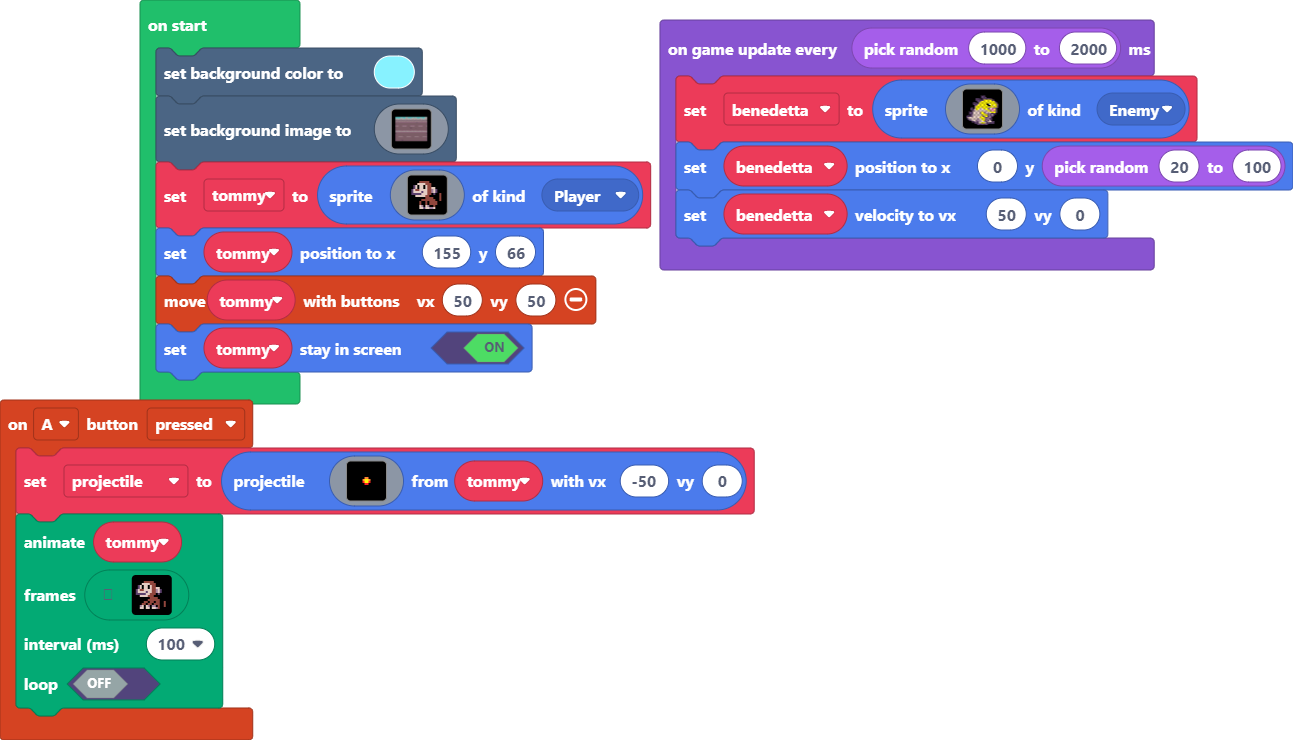 on start
set background color to
set background image to
set tommy to sprite of kind Player
set tommy position to x 155 y 66
move tommy with buttons vx 50 vy 50
set tommy stay in screen ON
on game update every pick random 1000 to 2000 ms
set benedetta to sprite of kind Enemy
set benedetta position to x 0 y pick random 20 to 100
set benedetta velocity to vx 50 vy 0
on A button pressed
set projectile to projectile from tommy with vx -50 vy 0
animate tommy
frames
interval (ms) 100
loop OFF